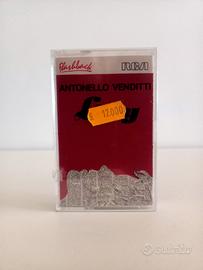 flashback
RCA
ANTONELLO VENDITTI
$ 12.000
subito